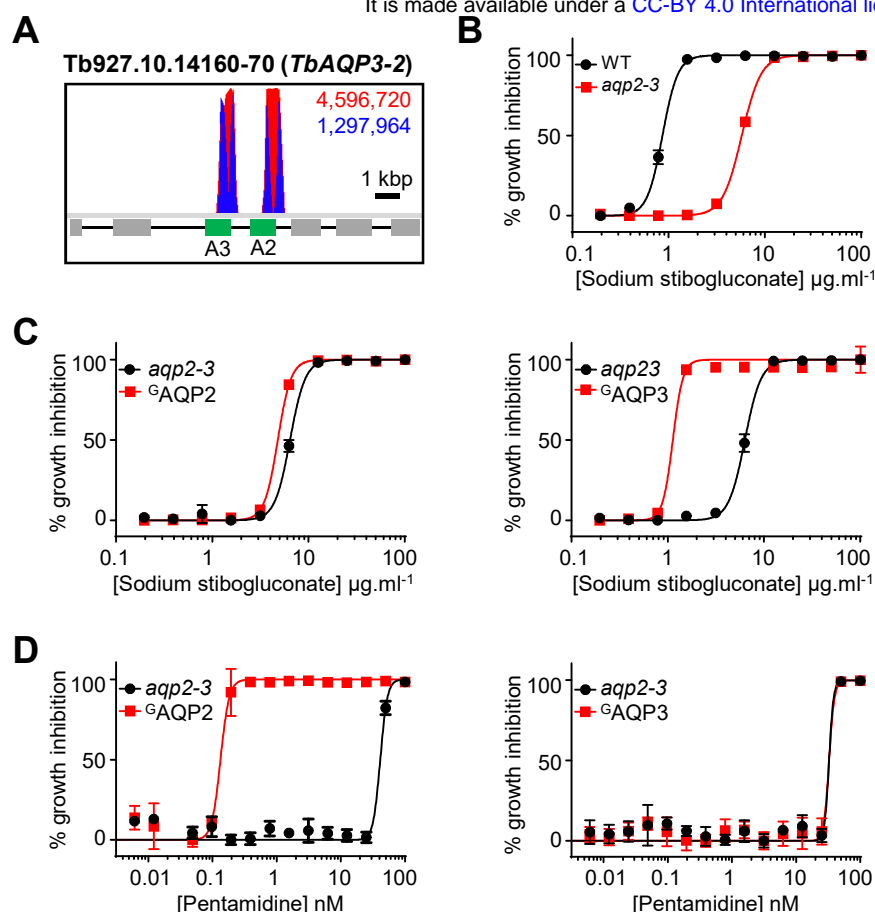 It is made available under a CC-BY 4.0 International lic
A
Tb927.10.14160-70 (TbAQP3-2)
4,596,720
1,297,964
1 kbp
A3 A2
B
100
50
0
% growth inhibition
WT
aqp2-3
0.1 1 10 100
[Sodium stibogluconate] µg.ml-1
C
100
50
0
% growth inhibition
aqp2-3
GAQP2
0.1 1 10 100
[Sodium stibogluconate] µg.ml-1
100
50
0
% growth inhibition
aqp23
GAQP3
0.1 1 10 100
[Sodium stibogluconate] µg.ml-1
D
100
50
0
% growth inhibition
aqp2-3
GAQP2
0.01 0.1 1 10 100
[Pentamidine] nM
100
50
0
% growth inhibition
aqp2-3
GAQP3
0.01 0.1 1 10 100
[Pentamidine] nM